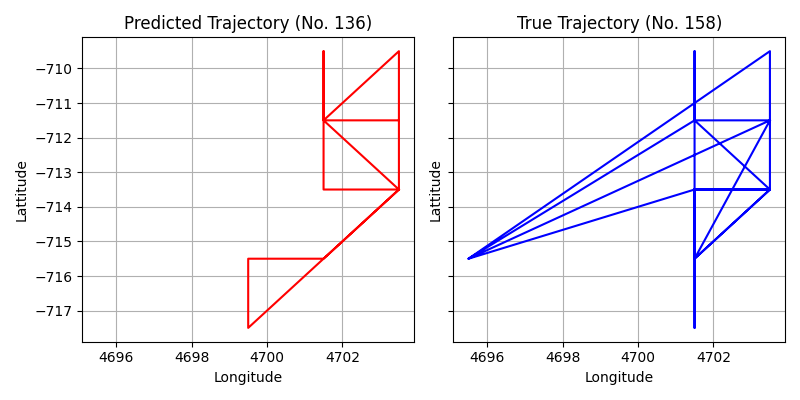 Predicted Trajectory (No. 136)
True Trajectory (No. 158)
Lattitude
−710
−711
−712
−713
−714
−715
−716
−717
4696
4698
4700
4702
Longitude
Lattitude
4696
4698
4700
4702
Longitude